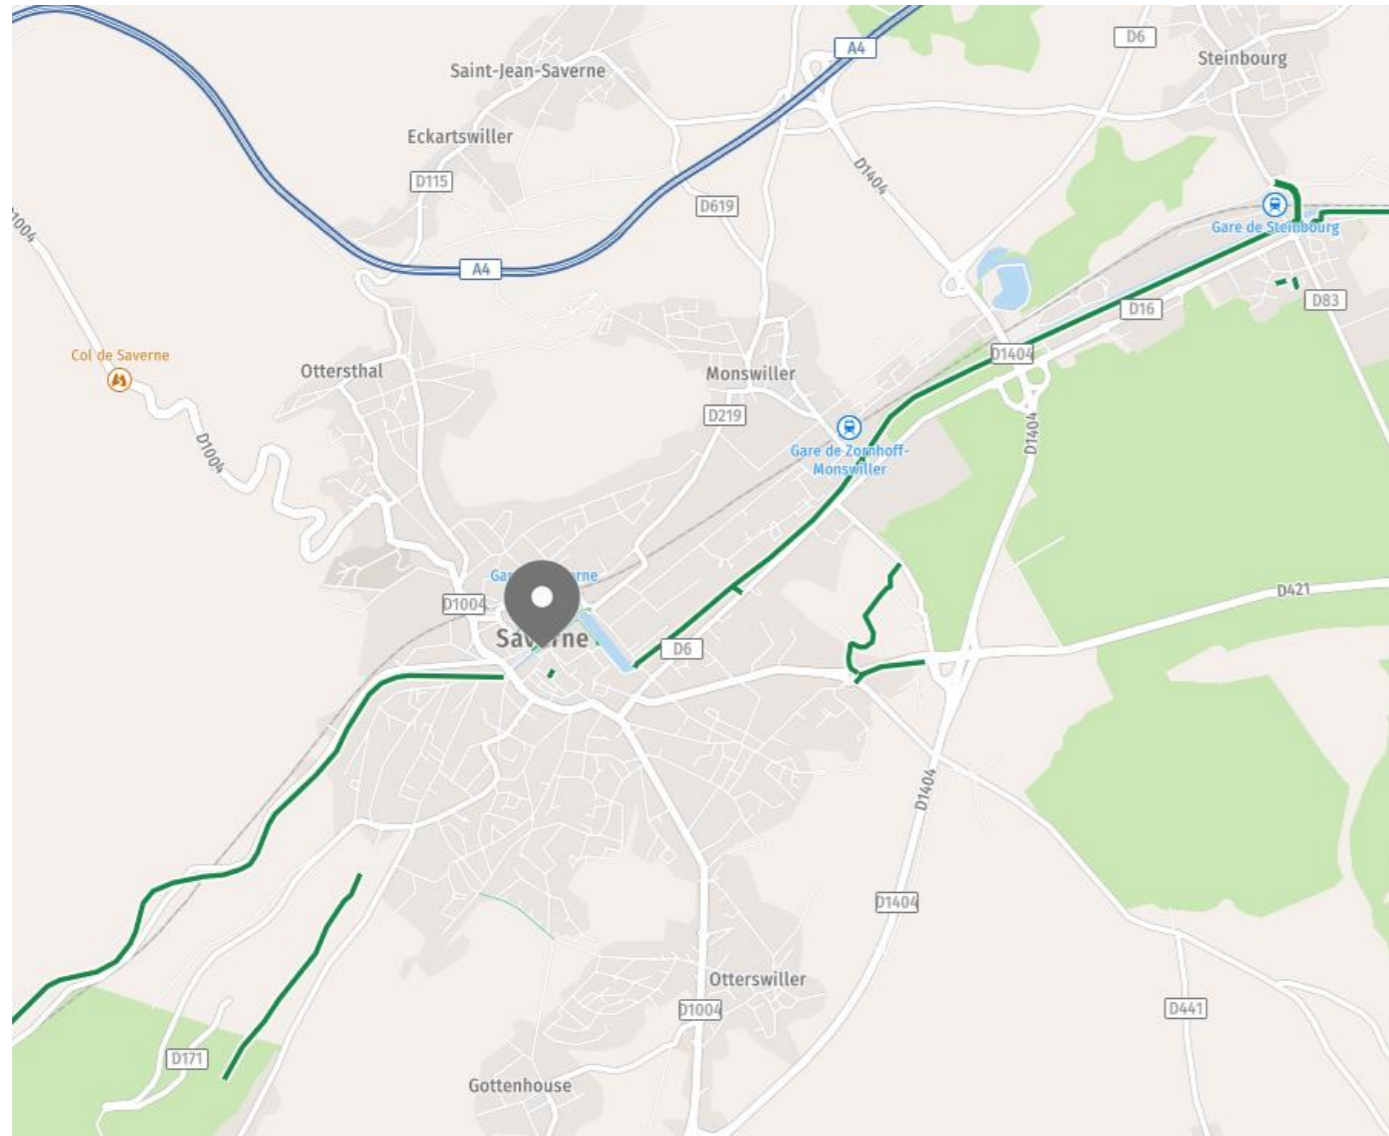 A4
D6
Steinbourg
Saint-Jean-Saverne
Eckartswiller
D115
D1404
D619
Gare de Steinbourg
A4
D83
D16
Col de Saverne
D1404
Ottersthal
Monswiller
D219
D1404
D1004
Gare de Zornhoff-
Monswiller
D1004
D421
Saverne
D6
D1404
D1404
Otterswiller
D1004
D441
D171
Gottenhouse